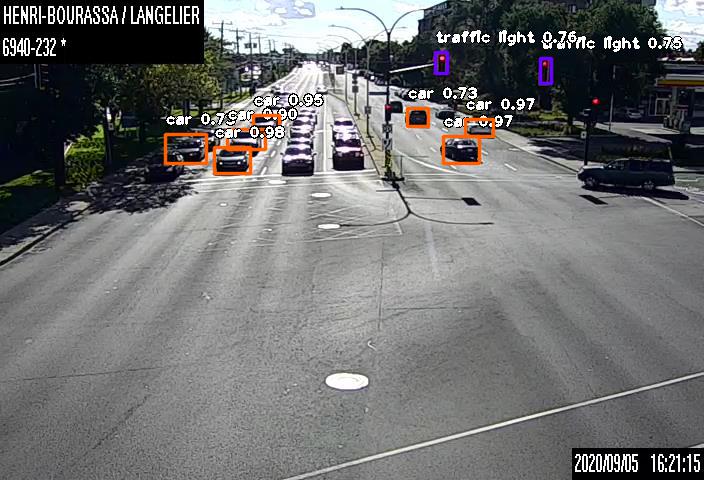 HENRI-BOURASSA / LANGELIER
6940-232 *
traffic light 0.76
traffic light 0.75
car 0.73
car 0.95
car 0.97
car 0.90
car 0.98
2020/09/05 16:21:15